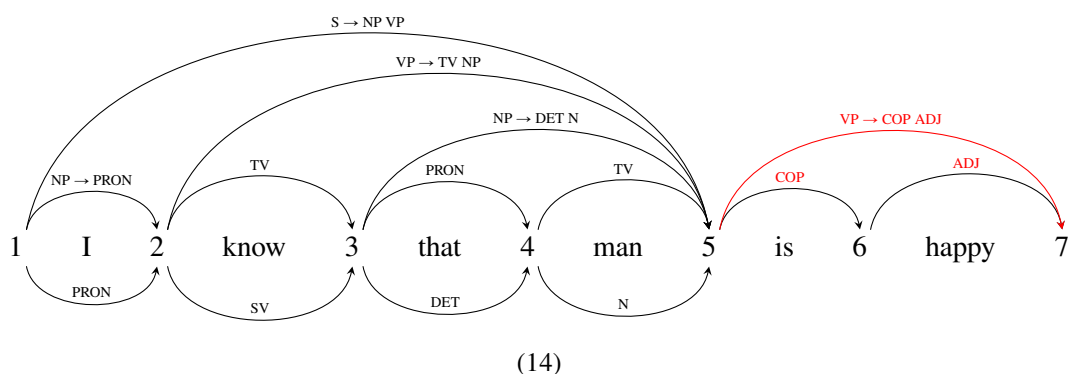 S → NP VP
VP → TV NP
NP → DET N
VP → COP ADJ
NP → PRON
TV
PRON
TV
COP
ADJ
1 I 2 know 3 that 4 man 5 is 6 happy 7
PRON
SV
DET
N
(14)